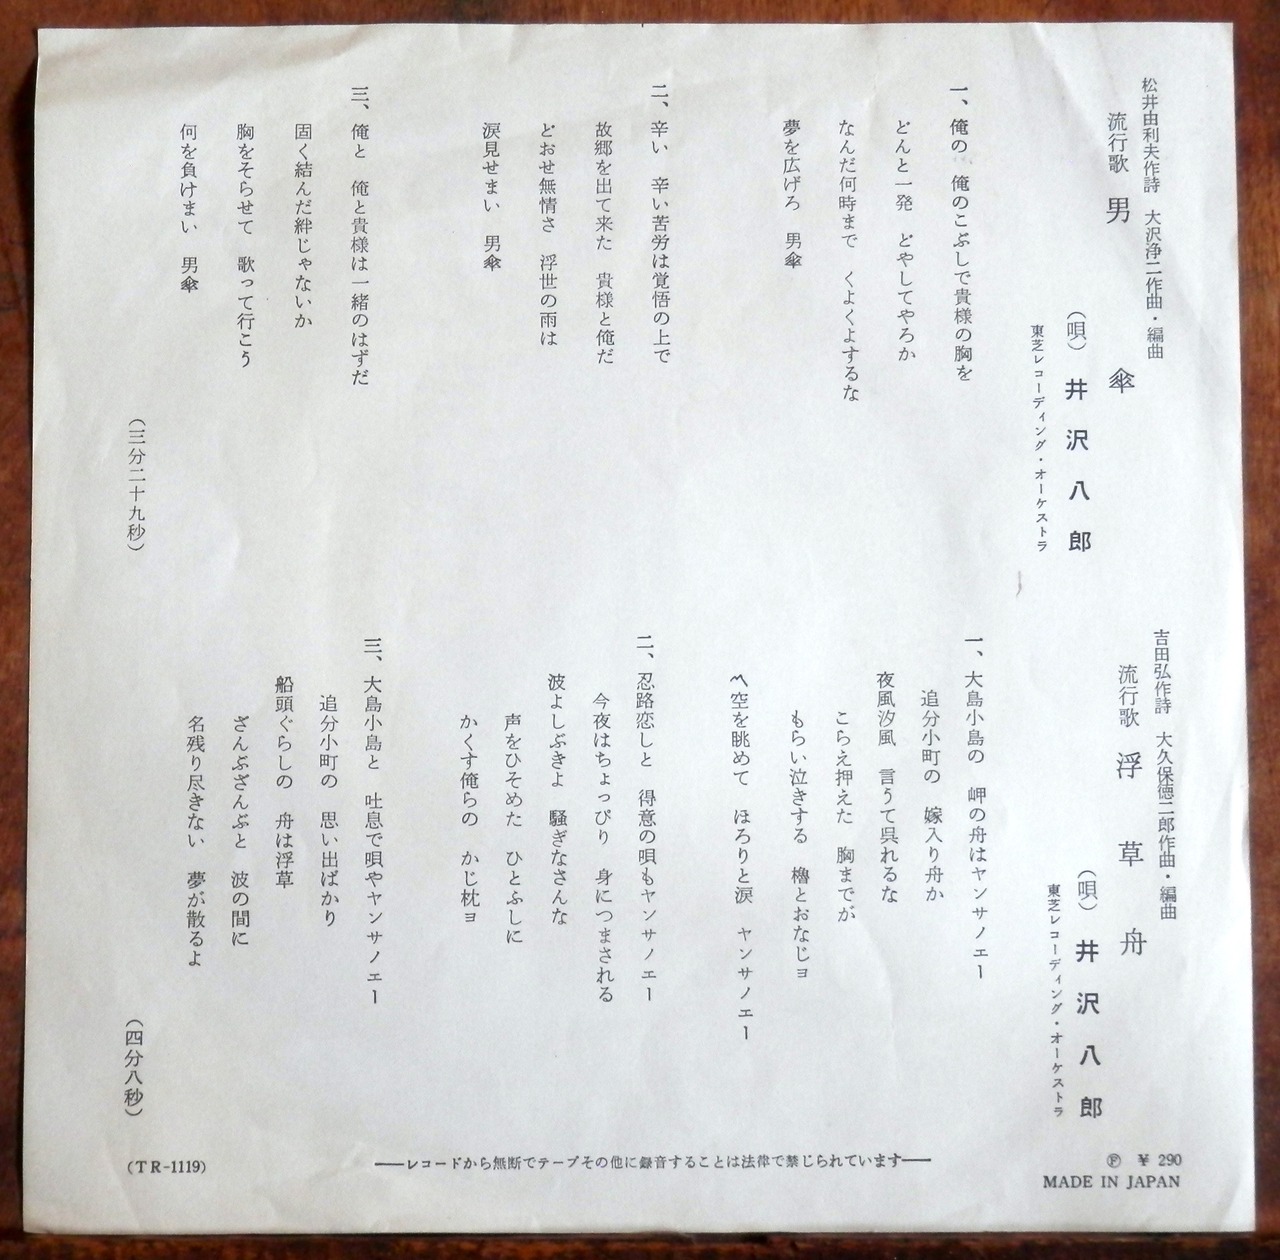 松井由利夫作詩　大沢浄二作曲・編曲
流行歌　男傘
（唄）井沢八郎
東芝レコーディング・オーケストラ
一、俺の　俺のこぶしで貴様の胸を
どんと一発　どやしてやろか
なんだ何時まで　くよくよするな
夢を広げろ　男傘
二、辛い　辛い苦労は覚悟の上で
故郷を出て来た　貴様と俺だ
どおせ無情さ　浮世の雨は
涙見せまい　男傘
三、俺と　俺と貴様は一緒のはずだ
固く結んだ絆じゃないか
胸をそらせて　歌って行こう
何を負けまい　男傘
（三分二十九秒）
吉田弘作詩　大久保徳二郎作曲・編曲
流行歌　浮草舟
（唄）井沢八郎
東芝レコーディング・オーケストラ
一、大島小島の　岬の舟はヤンサノエー
追分小町の　嫁入り舟か
夜風汐風　言うて呉れるな
こらえ押えた　胸までが
もらい泣きする　櫓とおなじョ
〽空を眺めて　ほろりと涙　ヤンサノエー
二、忍路恋しと　得意の唄もヤンサノエー
今夜はちょっぴり　身につまされる
波よしぶきよ　騒ぎなさんな
声をひそめた　ひとふしに
かくす俺らの　かじ枕ョ
三、大島小島と　吐息で唄やヤンサノエー
追分小町の　思い出ばかり
船頭ぐらしの　舟は浮草
ざんぶざんぶと　波の間に
名残り尽きない　夢が散るよ
（四分八秒）
(TR-1119)
──レコードから無断でテープその他に録音することは法律で禁じられています──
Ⓟ ¥ 290
MADE IN JAPAN